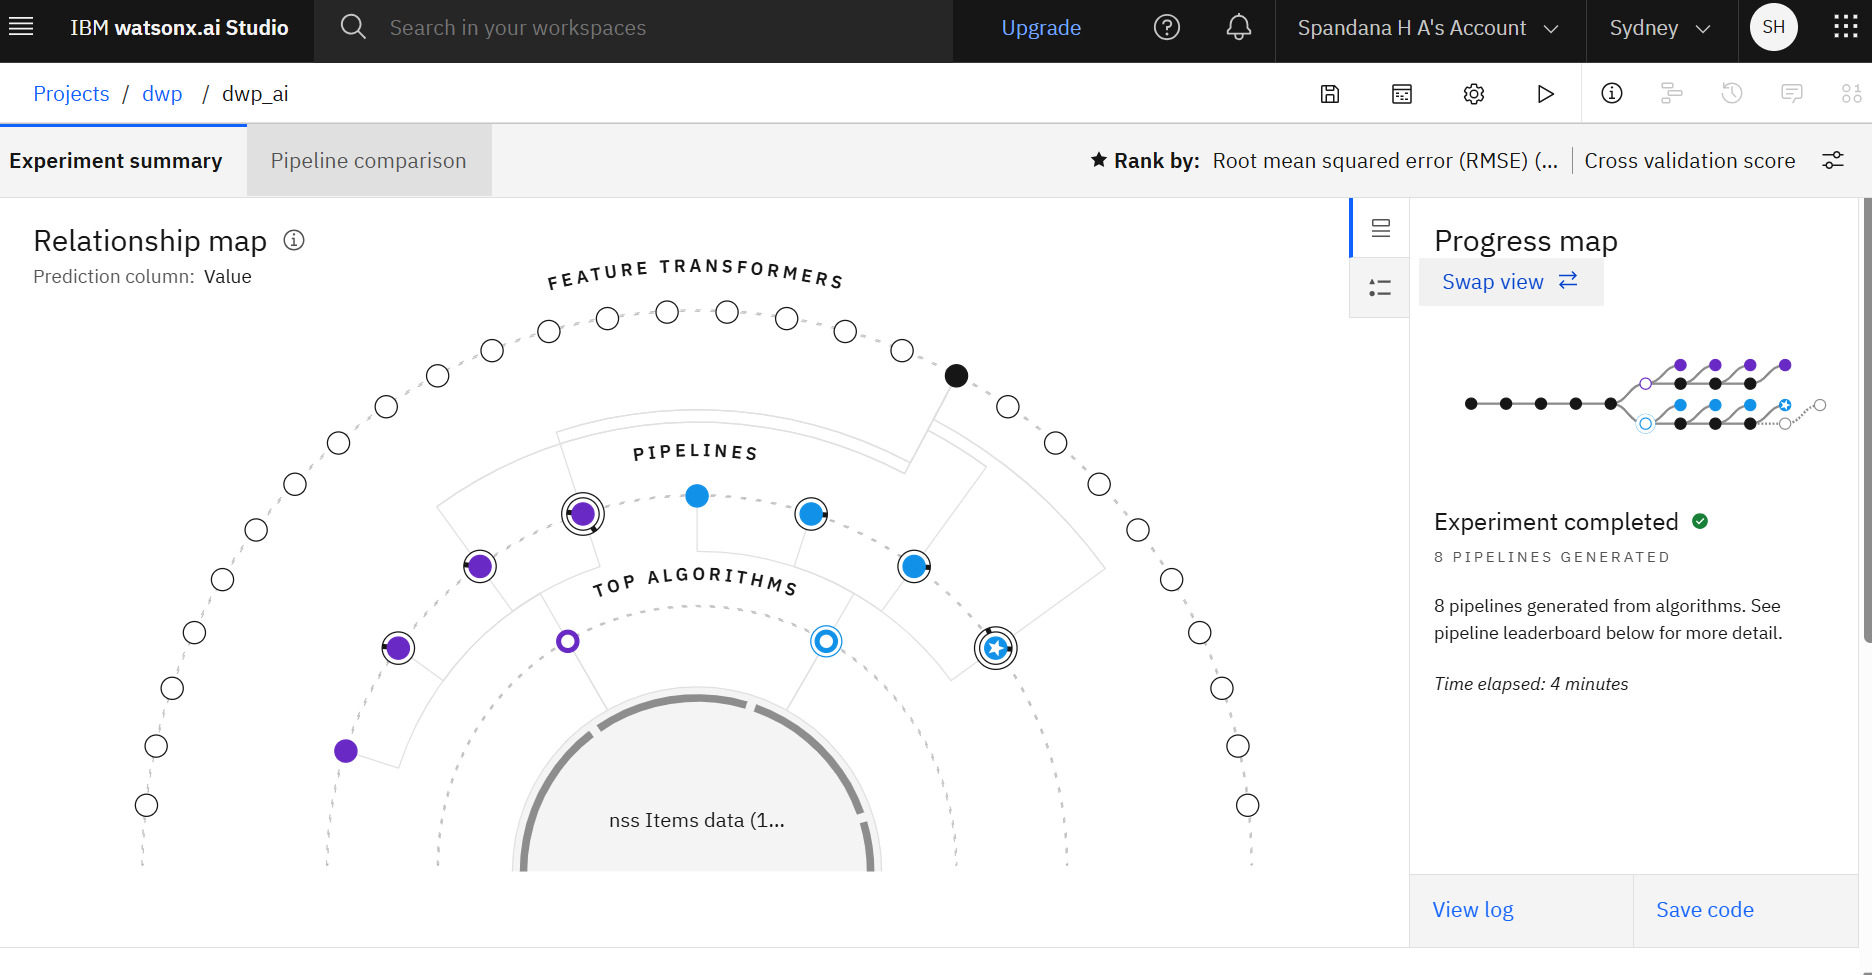 IBM watsonx.ai Studio
Search in your workspaces
Upgrade
Spandana H A's Account
Sydney
SH
Projects / dwp / dwp_ai
Experiment summary
Pipeline comparison
Rank by: Root mean squared error (RMSE) (... | Cross validation score
Relationship map
Prediction column: Value
FEATURE TRANSFORMERS
PIPELINES
TOP ALGORITHMS
nss Items data (1...
Progress map
Swap view
Experiment completed
8 PIPELINES GENERATED
8 pipelines generated from algorithms. See
pipeline leaderboard below for more detail.
Time elapsed: 4 minutes
View log
Save code